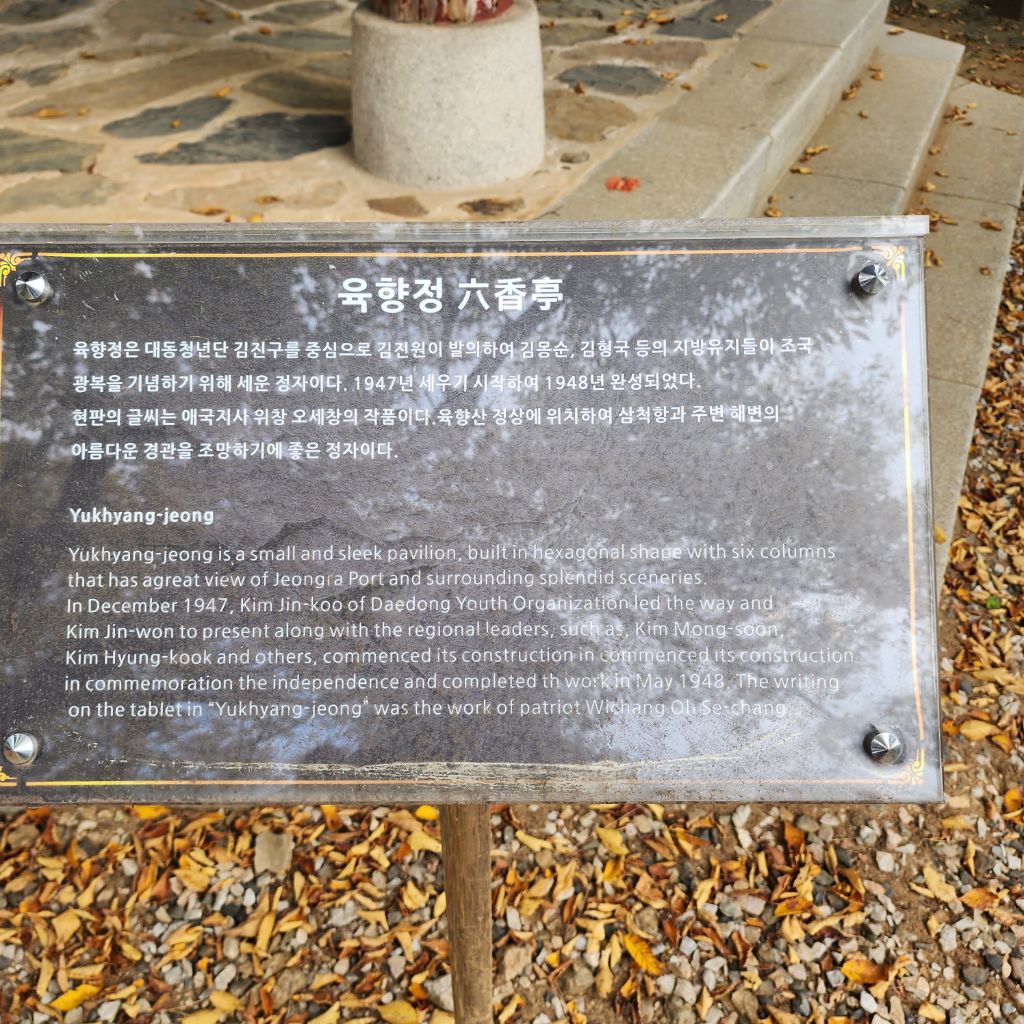 육향정 六香亭
육향정은 대동청년단 김진구를 중심으로 김진원이 발의하여 김몽순, 김형국 등의 지방유지들이 조국
광복을 기념하기 위해 세운 정자이다. 1947년 세우기 시작하여 1948년 완성되었다.
현판의 글씨는 애국지사 위창 오세창의 작품이다.육향산 정상에 위치하여 삼척항과 주변 해변의
아름다운 경관을 조망하기에 좋은 정자이다.
Yukhyang-jeong
Yukhyang-jeong is a small and sleek pavilion, built in hexagonal shape with six columns
that has agreat view of Jeongra Port and surrounding splendid sceneries.
In December 1947, Kim Jin-koo of Daedong Youth Organization led the way and
Kim Jin-won to present along with the regional leaders, such as, Kim Mong-soon,
Kim Hyung-kook and others, commenced its construction in commenced its construction
in commemoration the independence and completed th work in May 1948. The writing
on the tablet in "Yukhyang-jeong" was the work of patriot Wichang Oh Se-chang.